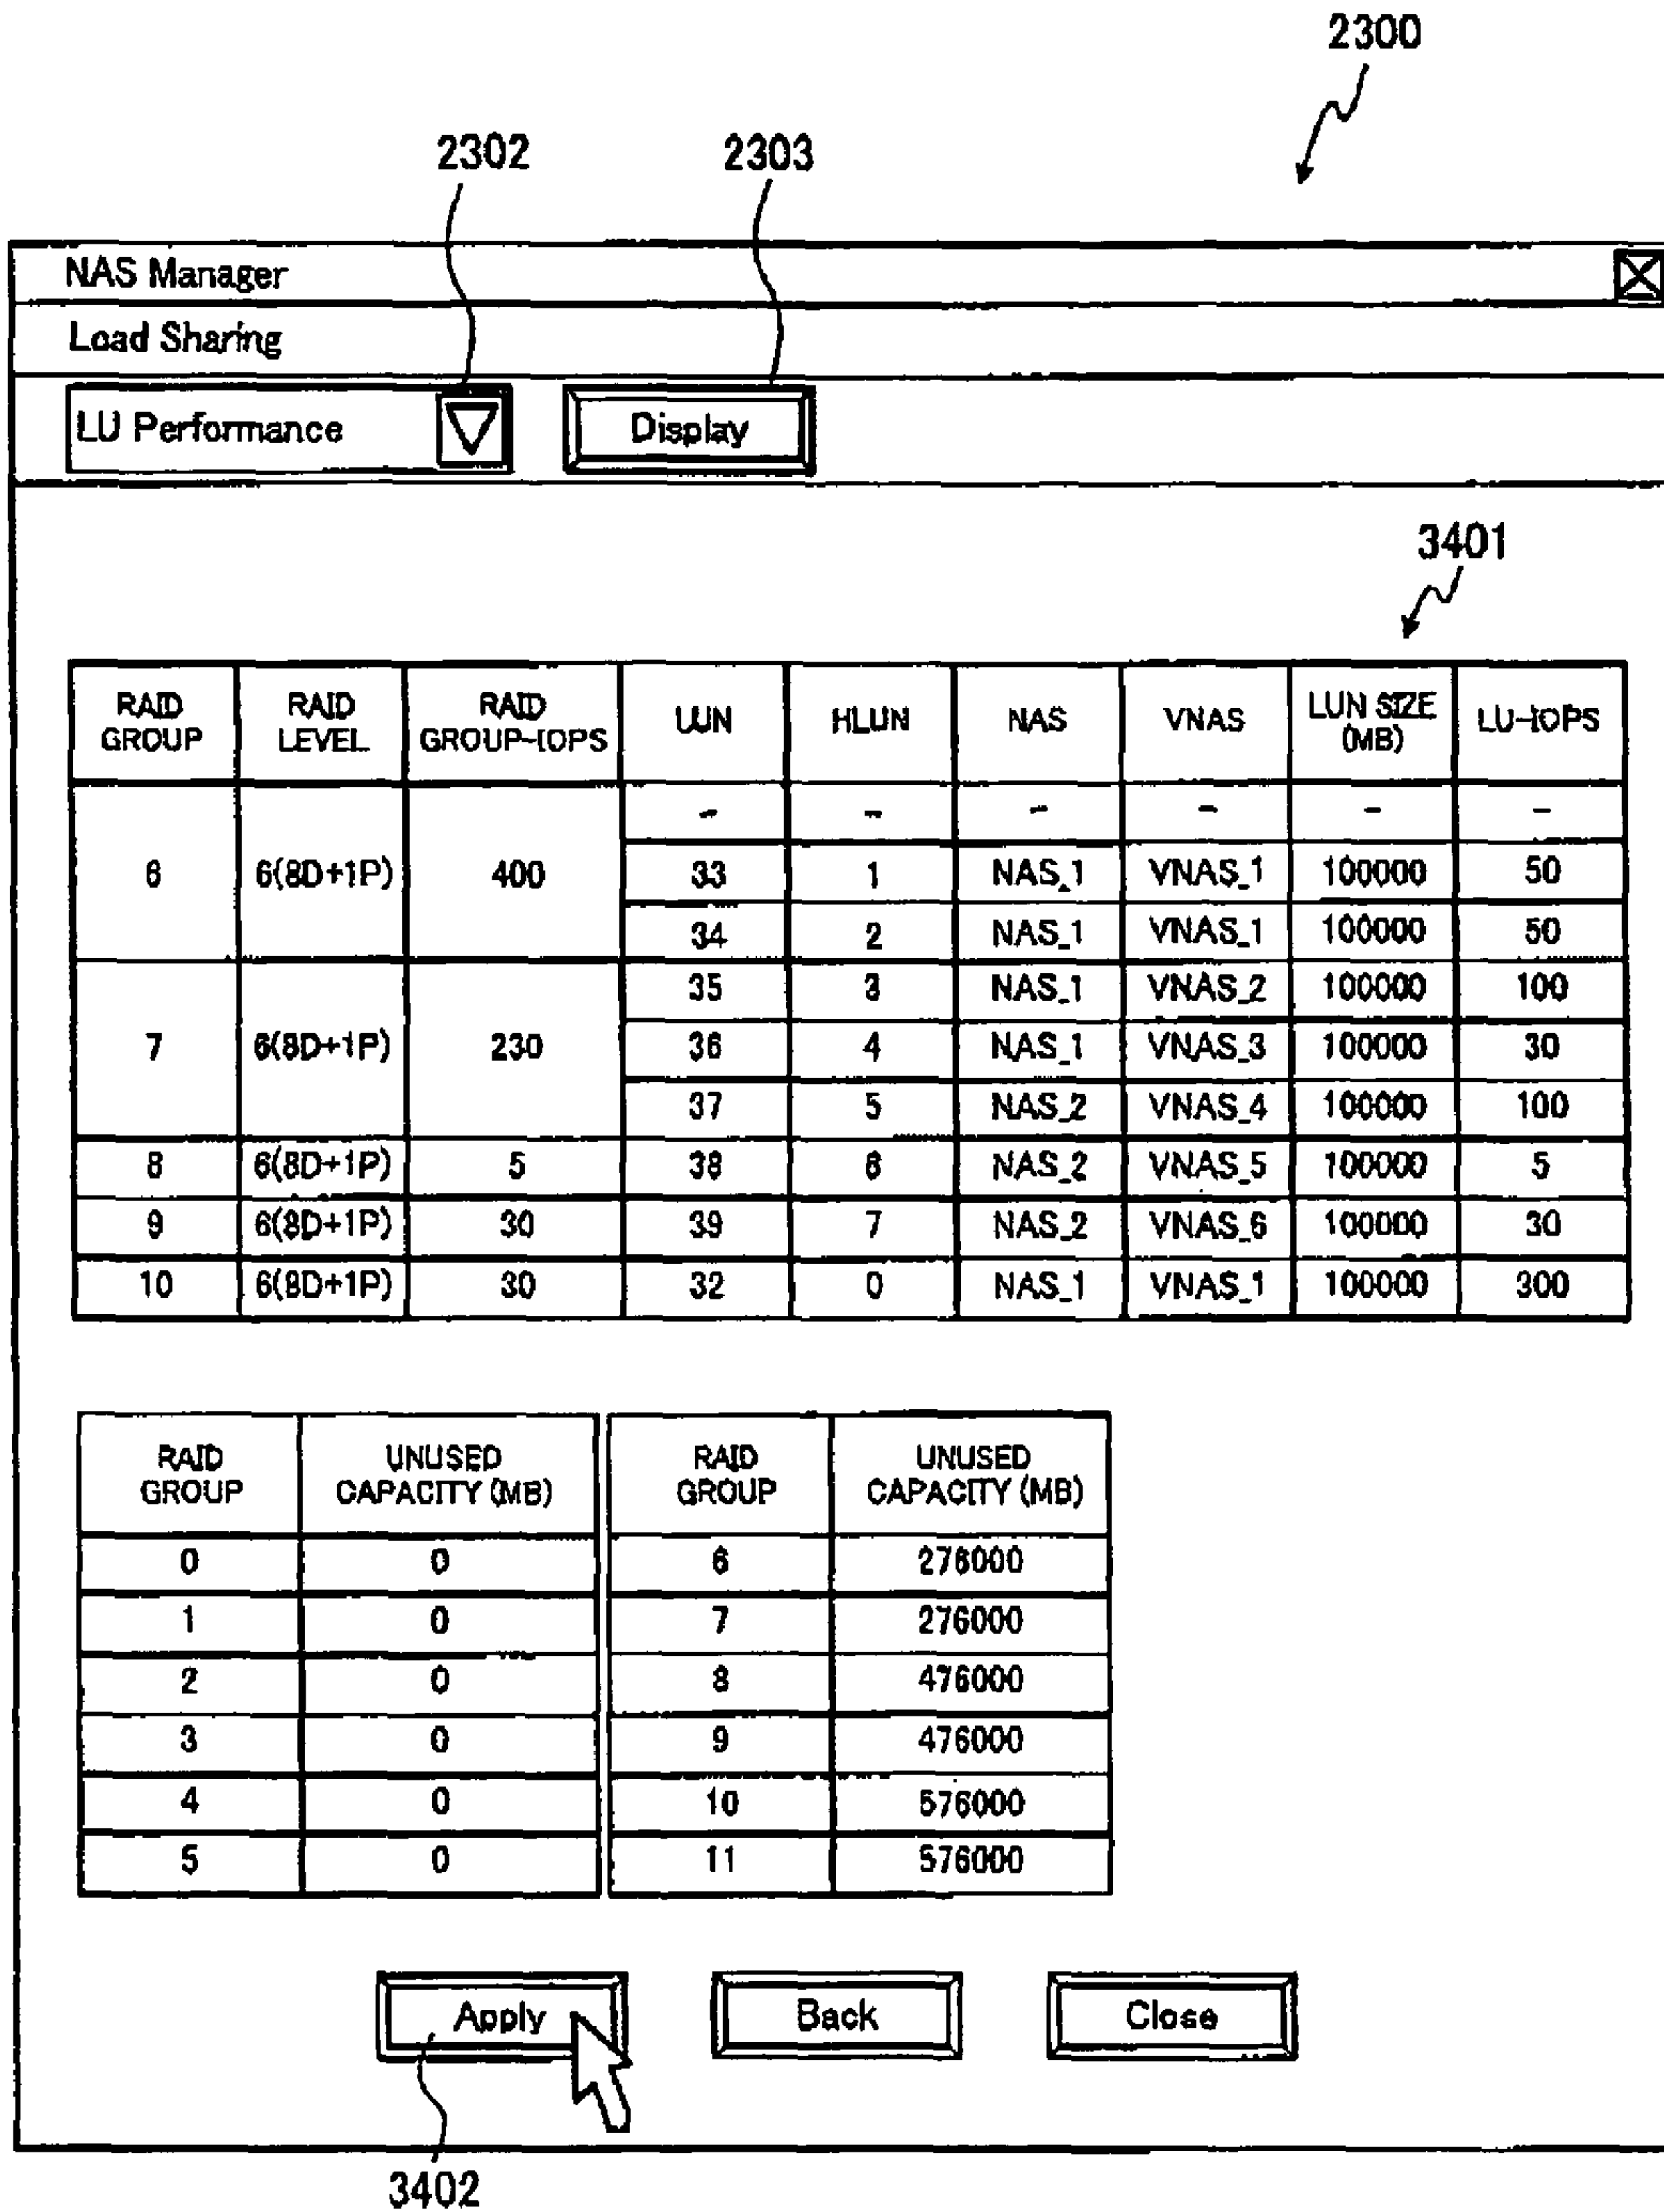 2300
2302 2303
NAS Manager
Load Sharing
LU Performance Display
3401
RAID GROUP RAID LEVEL RAID GROUP-IOPS LUN HLUN NAS VNAS LUN SIZE (MB) LU-IOPS
- - - - - -
6 6(8D+1P) 400 33 1 NAS_1 VNAS_1 100000 50
34 2 NAS_1 VNAS_1 100000 50
35 3 NAS_1 VNAS_2 100000 100
7 6(8D+1P) 230 36 4 NAS_1 VNAS_3 100000 30
37 5 NAS_2 VNAS_4 100000 100
8 6(8D+1P) 5 38 6 NAS_2 VNAS_5 100000 5
9 6(8D+1P) 30 39 7 NAS_2 VNAS_6 100000 30
10 6(8D+1P) 30 32 0 NAS_1 VNAS_1 100000 300
RAID GROUP UNUSED CAPACITY (MB) RAID GROUP UNUSED CAPACITY (MB)
0 0 6 276000
1 0 7 276000
2 0 8 476000
3 0 9 476000
4 0 10 576000
5 0 11 576000
Apply Back Close
3402